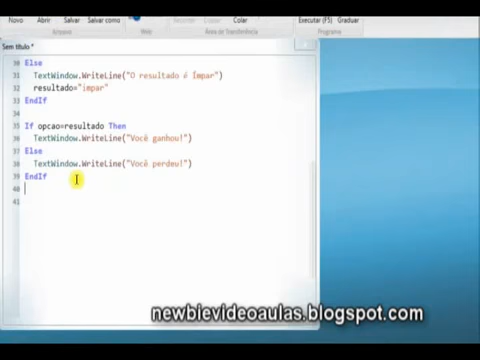 Novo Abrir Salvar Salvar como Web Recortar Copiar Colar Executar (F5) Graduar
Arquivo Área de Transferência Programa
Sem título *
30 Else
31 TextWindow.WriteLine("O resultado é Ímpar")
32 resultado="impar"
33 EndIf
34
35 If opcao=resultado Then
36 TextWindow.WriteLine("Você ganhou!")
37 Else
38 TextWindow.WriteLine("Você perdeu!")
39 EndIf
40
41
newbievideoaulas.blogspot.com